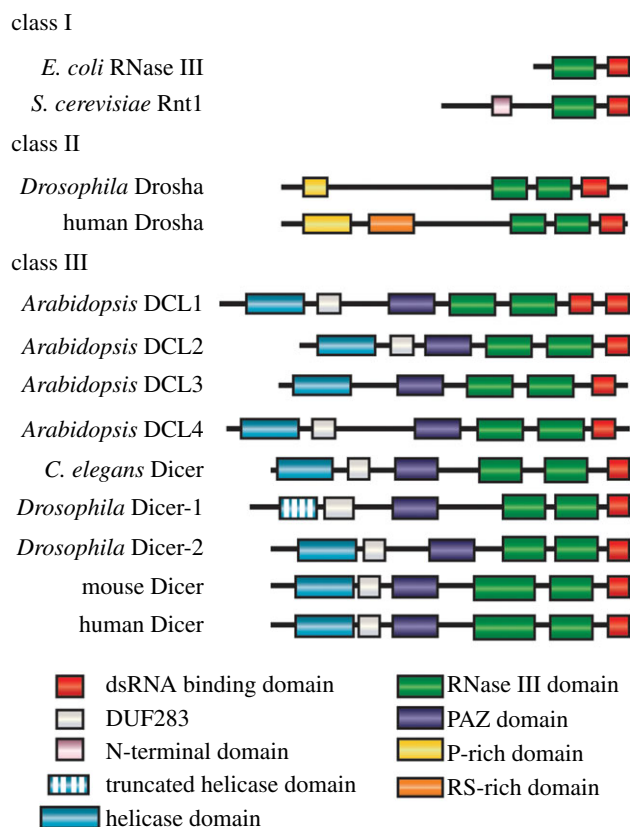 class I
E. coli RNase III
S. cerevisiae Rnt1
class II
Drosophila Drosha
human Drosha
class III
Arabidopsis DCL1
Arabidopsis DCL2
Arabidopsis DCL3
Arabidopsis DCL4
C. elegans Dicer
Drosophila Dicer-1
Drosophila Dicer-2
mouse Dicer
human Dicer
dsRNA binding domain
DUF283
N-terminal domain
truncated helicase domain
helicase domain
RNase III domain
PAZ domain
P-rich domain
RS-rich domain